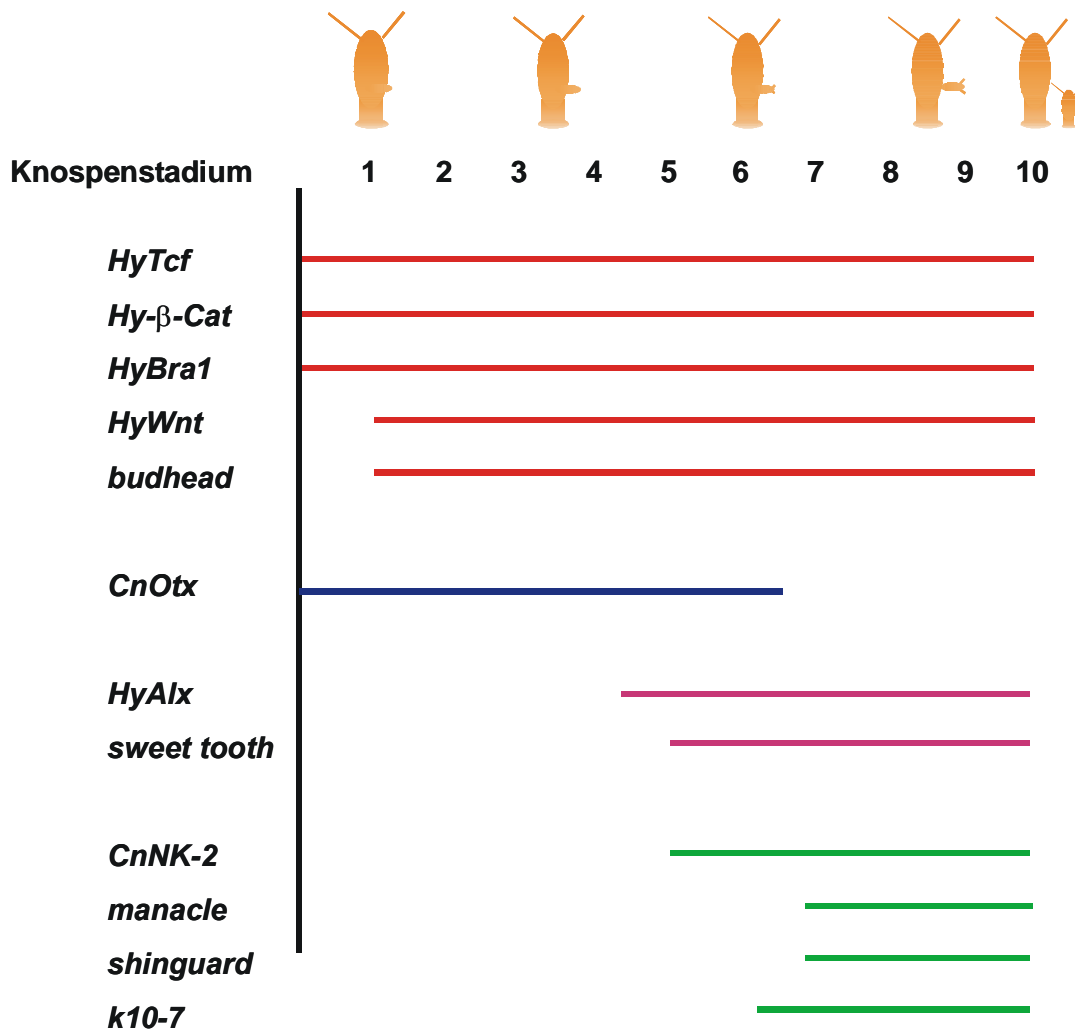 Knospenstadium 1 2 3 4 5 6 7 8 9 10
HyTcf
Hy-β-Cat
HyBra1
HyWnt
budhead
CnOtx
HyAlx
sweet tooth
CnNK-2
manacle
shinguard
k10-7